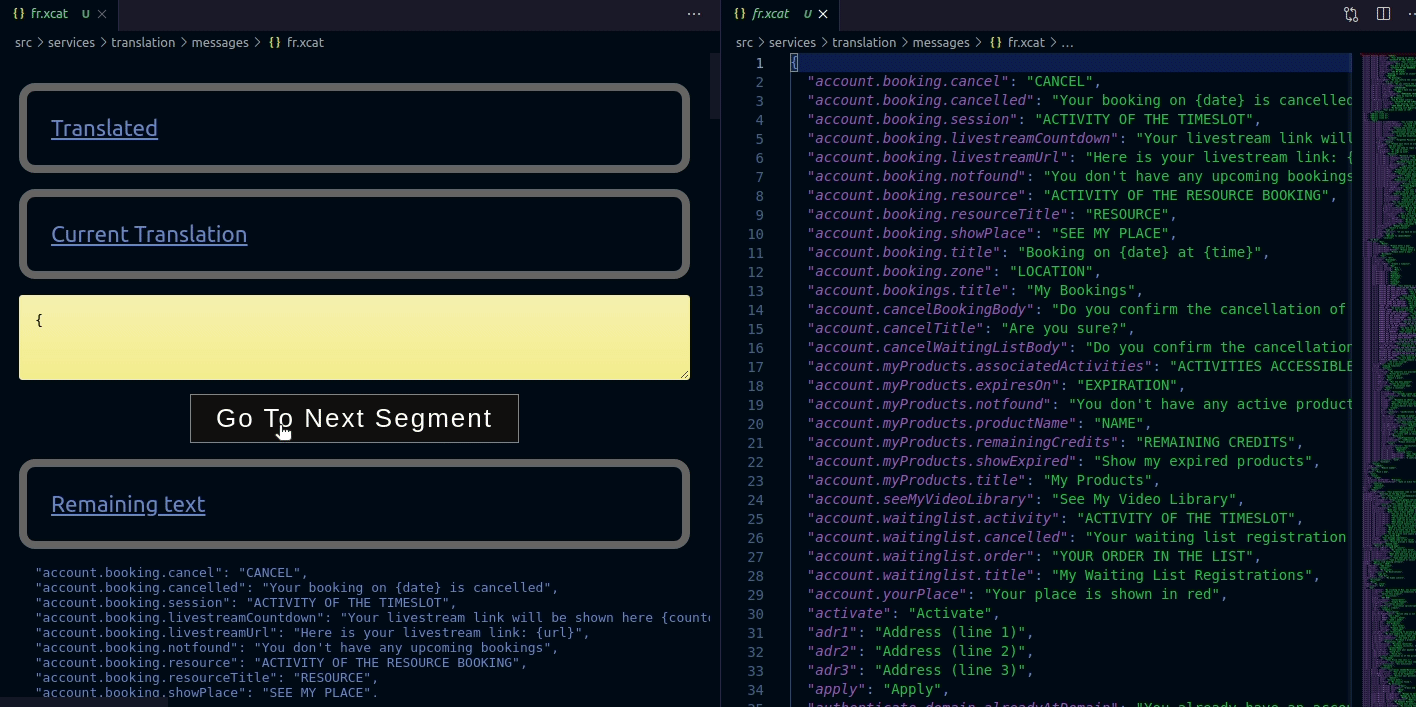 {} fr.xcat U
src > services > translation > messages > {} fr.xcat
Translated
Current Translation
{
Go To Next Segment
Remaining text
"account.booking.cancel": "CANCEL",
"account.booking.cancelled": "Your booking on {date} is cancelled",
"account.booking.session": "ACTIVITY OF THE TIMESLOT",
"account.booking.livestreamCountdown": "Your livestream link will be shown here {count
"account.booking.livestreamUrl": "Here is your livestream link: {url}",
"account.booking.notfound": "You don't have any upcoming bookings",
"account.booking.resource": "ACTIVITY OF THE RESOURCE BOOKING",
"account.booking.resourceTitle": "RESOURCE",
"account.booking.showPlace": "SEE MY PLACE".
{} fr.xcat U
src > services > translation > messages > {} fr.xcat > ...
1 {
2 "account.booking.cancel": "CANCEL",
3 "account.booking.cancelled": "Your booking on {date} is cancelled
4 "account.booking.session": "ACTIVITY OF THE TIMESLOT",
5 "account.booking.livestreamCountdown": "Your livestream link will
6 "account.booking.livestreamUrl": "Here is your livestream link: {
7 "account.booking.notfound": "You don't have any upcoming bookings
8 "account.booking.resource": "ACTIVITY OF THE RESOURCE BOOKING",
9 "account.booking.resourceTitle": "RESOURCE",
10 "account.booking.showPlace": "SEE MY PLACE",
11 "account.booking.title": "Booking on {date} at {time}",
12 "account.booking.zone": "LOCATION",
13 "account.bookings.title": "My Bookings",
14 "account.cancelBookingBody": "Do you confirm the cancellation of
15 "account.cancelTitle": "Are you sure?",
16 "account.cancelWaitingListBody": "Do you confirm the cancellation
17 "account.myProducts.associatedActivities": "ACTIVITIES ACCESSIBLE
18 "account.myProducts.expiresOn": "EXPIRATION",
19 "account.myProducts.notfound": "You don't have any active product
20 "account.myProducts.productName": "NAME",
21 "account.myProducts.remainingCredits": "REMAINING CREDITS",
22 "account.myProducts.showExpired": "Show my expired products",
23 "account.myProducts.title": "My Products",
24 "account.seeMyVideoLibrary": "See My Video Library",
25 "account.waitinglist.activity": "ACTIVITY OF THE TIMESLOT",
26 "account.waitinglist.cancelled": "Your waiting list registration
27 "account.waitinglist.order": "YOUR ORDER IN THE LIST",
28 "account.waitinglist.title": "My Waiting List Registrations",
29 "account.yourPlace": "Your place is shown in red",
30 "activate": "Activate",
31 "adr1": "Address (line 1)",
32 "adr2": "Address (line 2)",
33 "adr3": "Address (line 3)",
34 "apply": "Apply",
35 "authenticate.domain.alreadyAtDomain": "You already have an acco